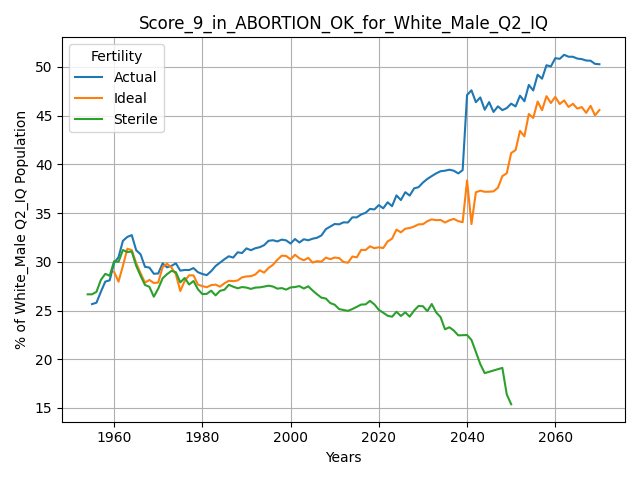 Score_9_in_ABORTION_OK_for_White_Male_Q2_IQ
Fertility
Actual
Ideal
Sterile
% of White_Male Q2_IQ Population
50
45
40
35
30
25
20
15
1960
1980
2000
2020
2040
2060
Years